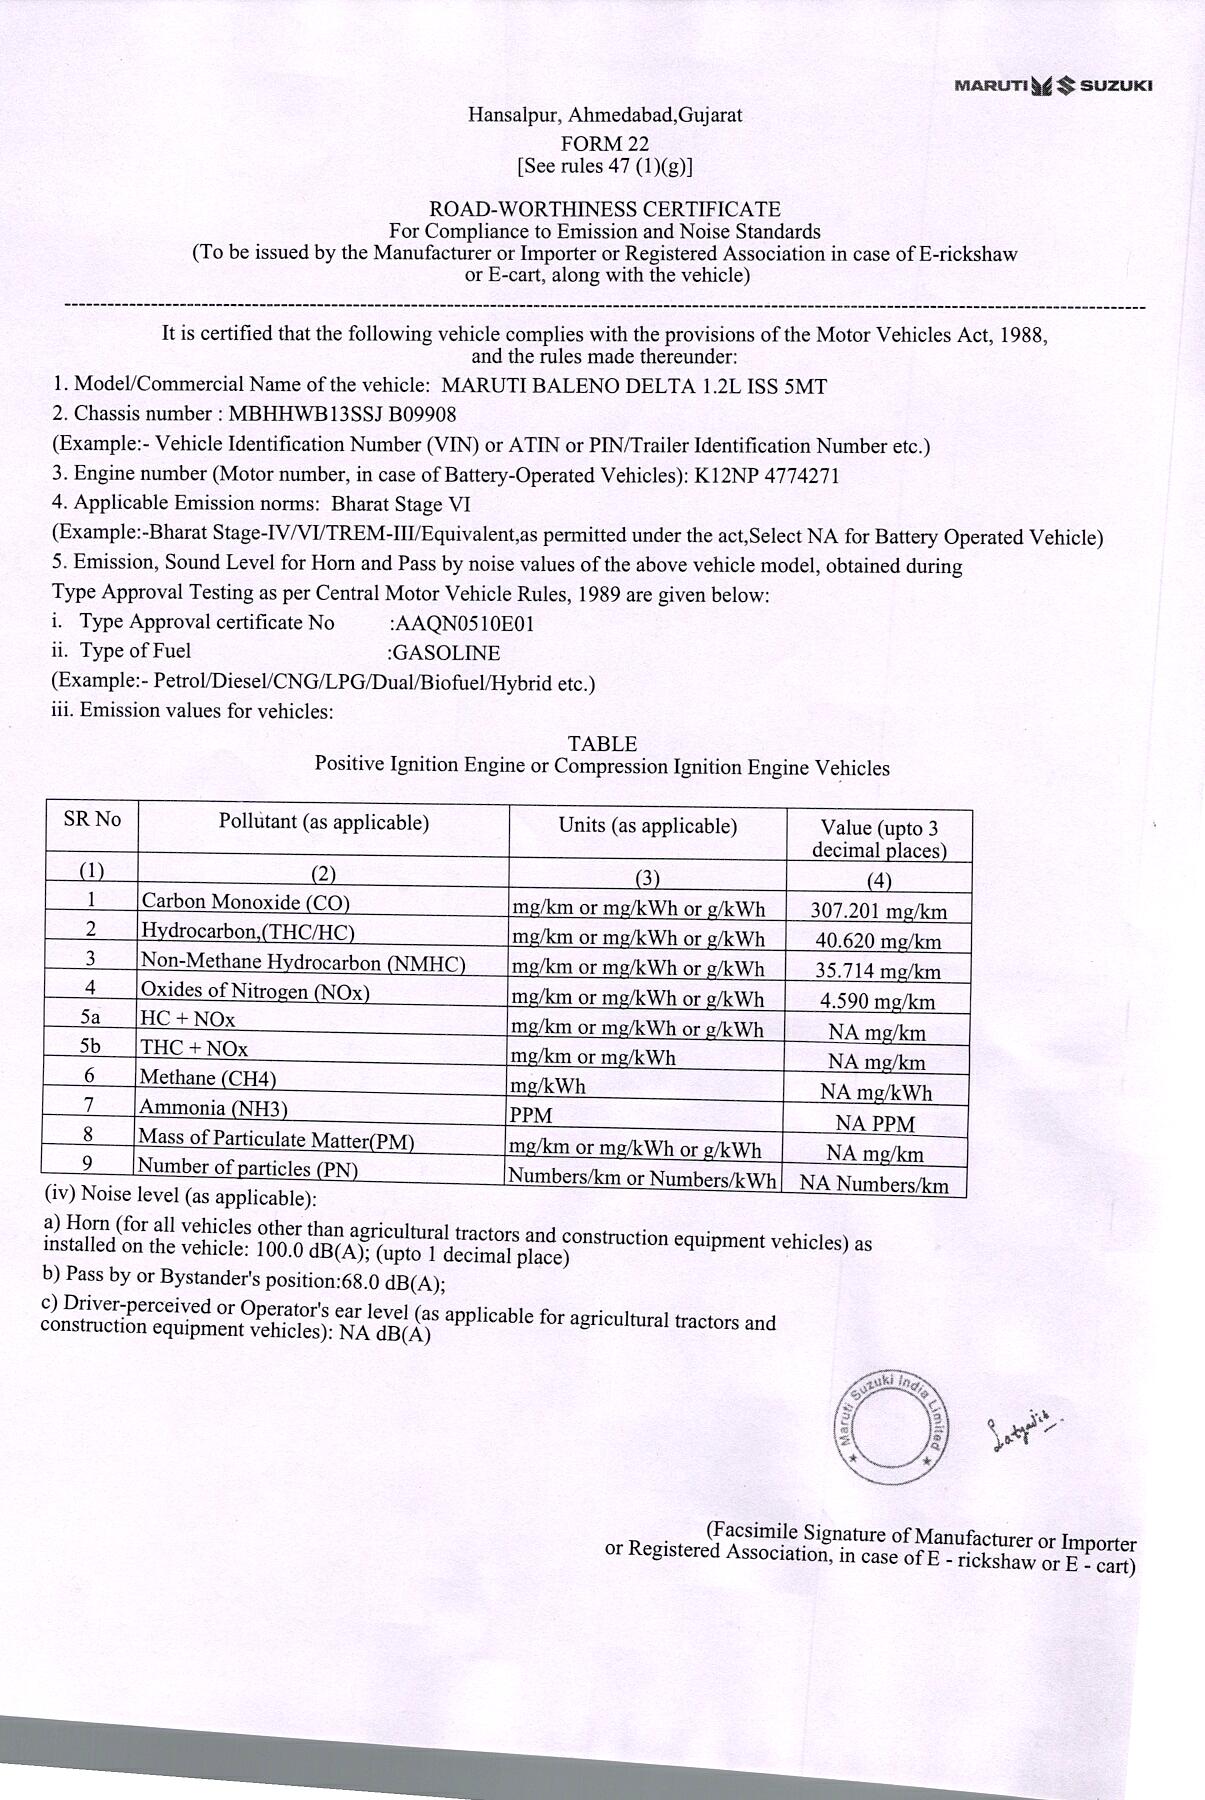 MARUTI SUZUKI
Hansalpur, Ahmedabad,Gujarat
FORM 22
[See rules 47 (1)(g)]
ROAD-WORTHINESS CERTIFICATE
For Compliance to Emission and Noise Standards
(To be issued by the Manufacturer or Importer or Registered Association in case of E-rickshaw
or E-cart, along with the vehicle)
It is certified that the following vehicle complies with the provisions of the Motor Vehicles Act, 1988,
and the rules made thereunder:
1. Model/Commercial Name of the vehicle: MARUTI BALENO DELTA 1.2L ISS 5MT
2. Chassis number : MBHHWB13SSJ B09908
(Example:- Vehicle Identification Number (VIN) or ATIN or PIN/Trailer Identification Number etc.)
3. Engine number (Motor number, in case of Battery-Operated Vehicles): K12NP 4774271
4. Applicable Emission norms: Bharat Stage VI
(Example:-Bharat Stage-IV/VI/TREM-III/Equivalent,as permitted under the act,Select NA for Battery Operated Vehicle)
5. Emission, Sound Level for Horn and Pass by noise values of the above vehicle model, obtained during
Type Approval Testing as per Central Motor Vehicle Rules, 1989 are given below:
i. Type Approval certificate No :AAQN0510E01
ii. Type of Fuel :GASOLINE
(Example:- Petrol/Diesel/CNG/LPG/Dual/Biofuel/Hybrid etc.)
iii. Emission values for vehicles:
TABLE
Positive Ignition Engine or Compression Ignition Engine Vehicles
SR No Pollutant (as applicable) Units (as applicable) Value (upto 3
decimal places)
(1) (2) (3) (4)
1 Carbon Monoxide (CO) mg/km or mg/kWh or g/kWh 307.201 mg/km
2 Hydrocarbon,(THC/HC) mg/km or mg/kWh or g/kWh 40.620 mg/km
3 Non-Methane Hydrocarbon (NMHC) mg/km or mg/kWh or g/kWh 35.714 mg/km
4 Oxides of Nitrogen (NOx) mg/km or mg/kWh or g/kWh 4.590 mg/km
5a HC + NOx mg/km or mg/kWh or g/kWh NA mg/km
5b THC + NOx mg/km or mg/kWh NA mg/km
6 Methane (CH4) mg/kWh NA mg/kWh
7 Ammonia (NH3) PPM NA PPM
8 Mass of Particulate Matter(PM) mg/km or mg/kWh or g/kWh NA mg/km
9 Number of particles (PN) Numbers/km or Numbers/kWh NA Numbers/km
(iv) Noise level (as applicable):
a) Horn (for all vehicles other than agricultural tractors and construction equipment vehicles) as
installed on the vehicle: 100.0 dB(A); (upto 1 decimal place)
b) Pass by or Bystander's position:68.0 dB(A);
c) Driver-perceived or Operator's ear level (as applicable for agricultural tractors and
construction equipment vehicles): NA dB(A)
Maruti Suzuki India Limited
(Facsimile Signature of Manufacturer or Importer
or Registered Association, in case of E - rickshaw or E - cart)